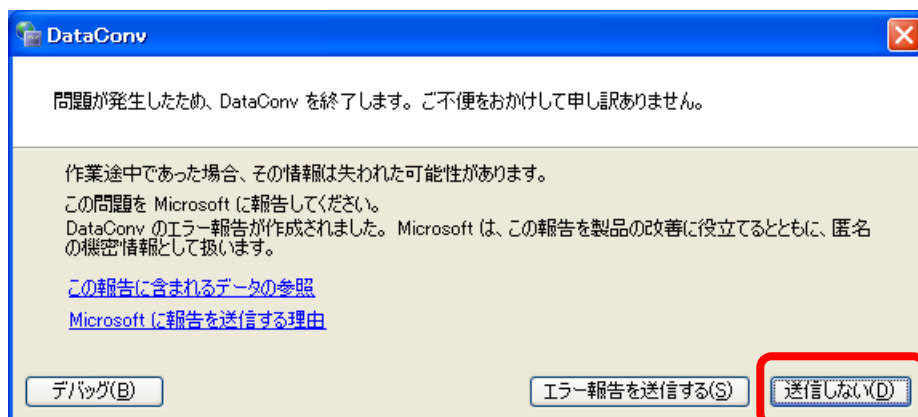 DataConv
問題が発生したため、DataConv を終了します。ご不便をおかけして申し訳ありません。
作業途中であった場合、その情報は失われた可能性があります。
この問題を Microsoft に報告してください。
DataConv のエラー報告が作成されました。Microsoft は、この報告を製品の改善に役立てるとともに、匿名
の機密情報として扱います。
この報告に含まれるデータの参照
Microsoft に報告を送信する理由
デバッグ(B)
エラー報告を送信する(S)
送信しない(D)